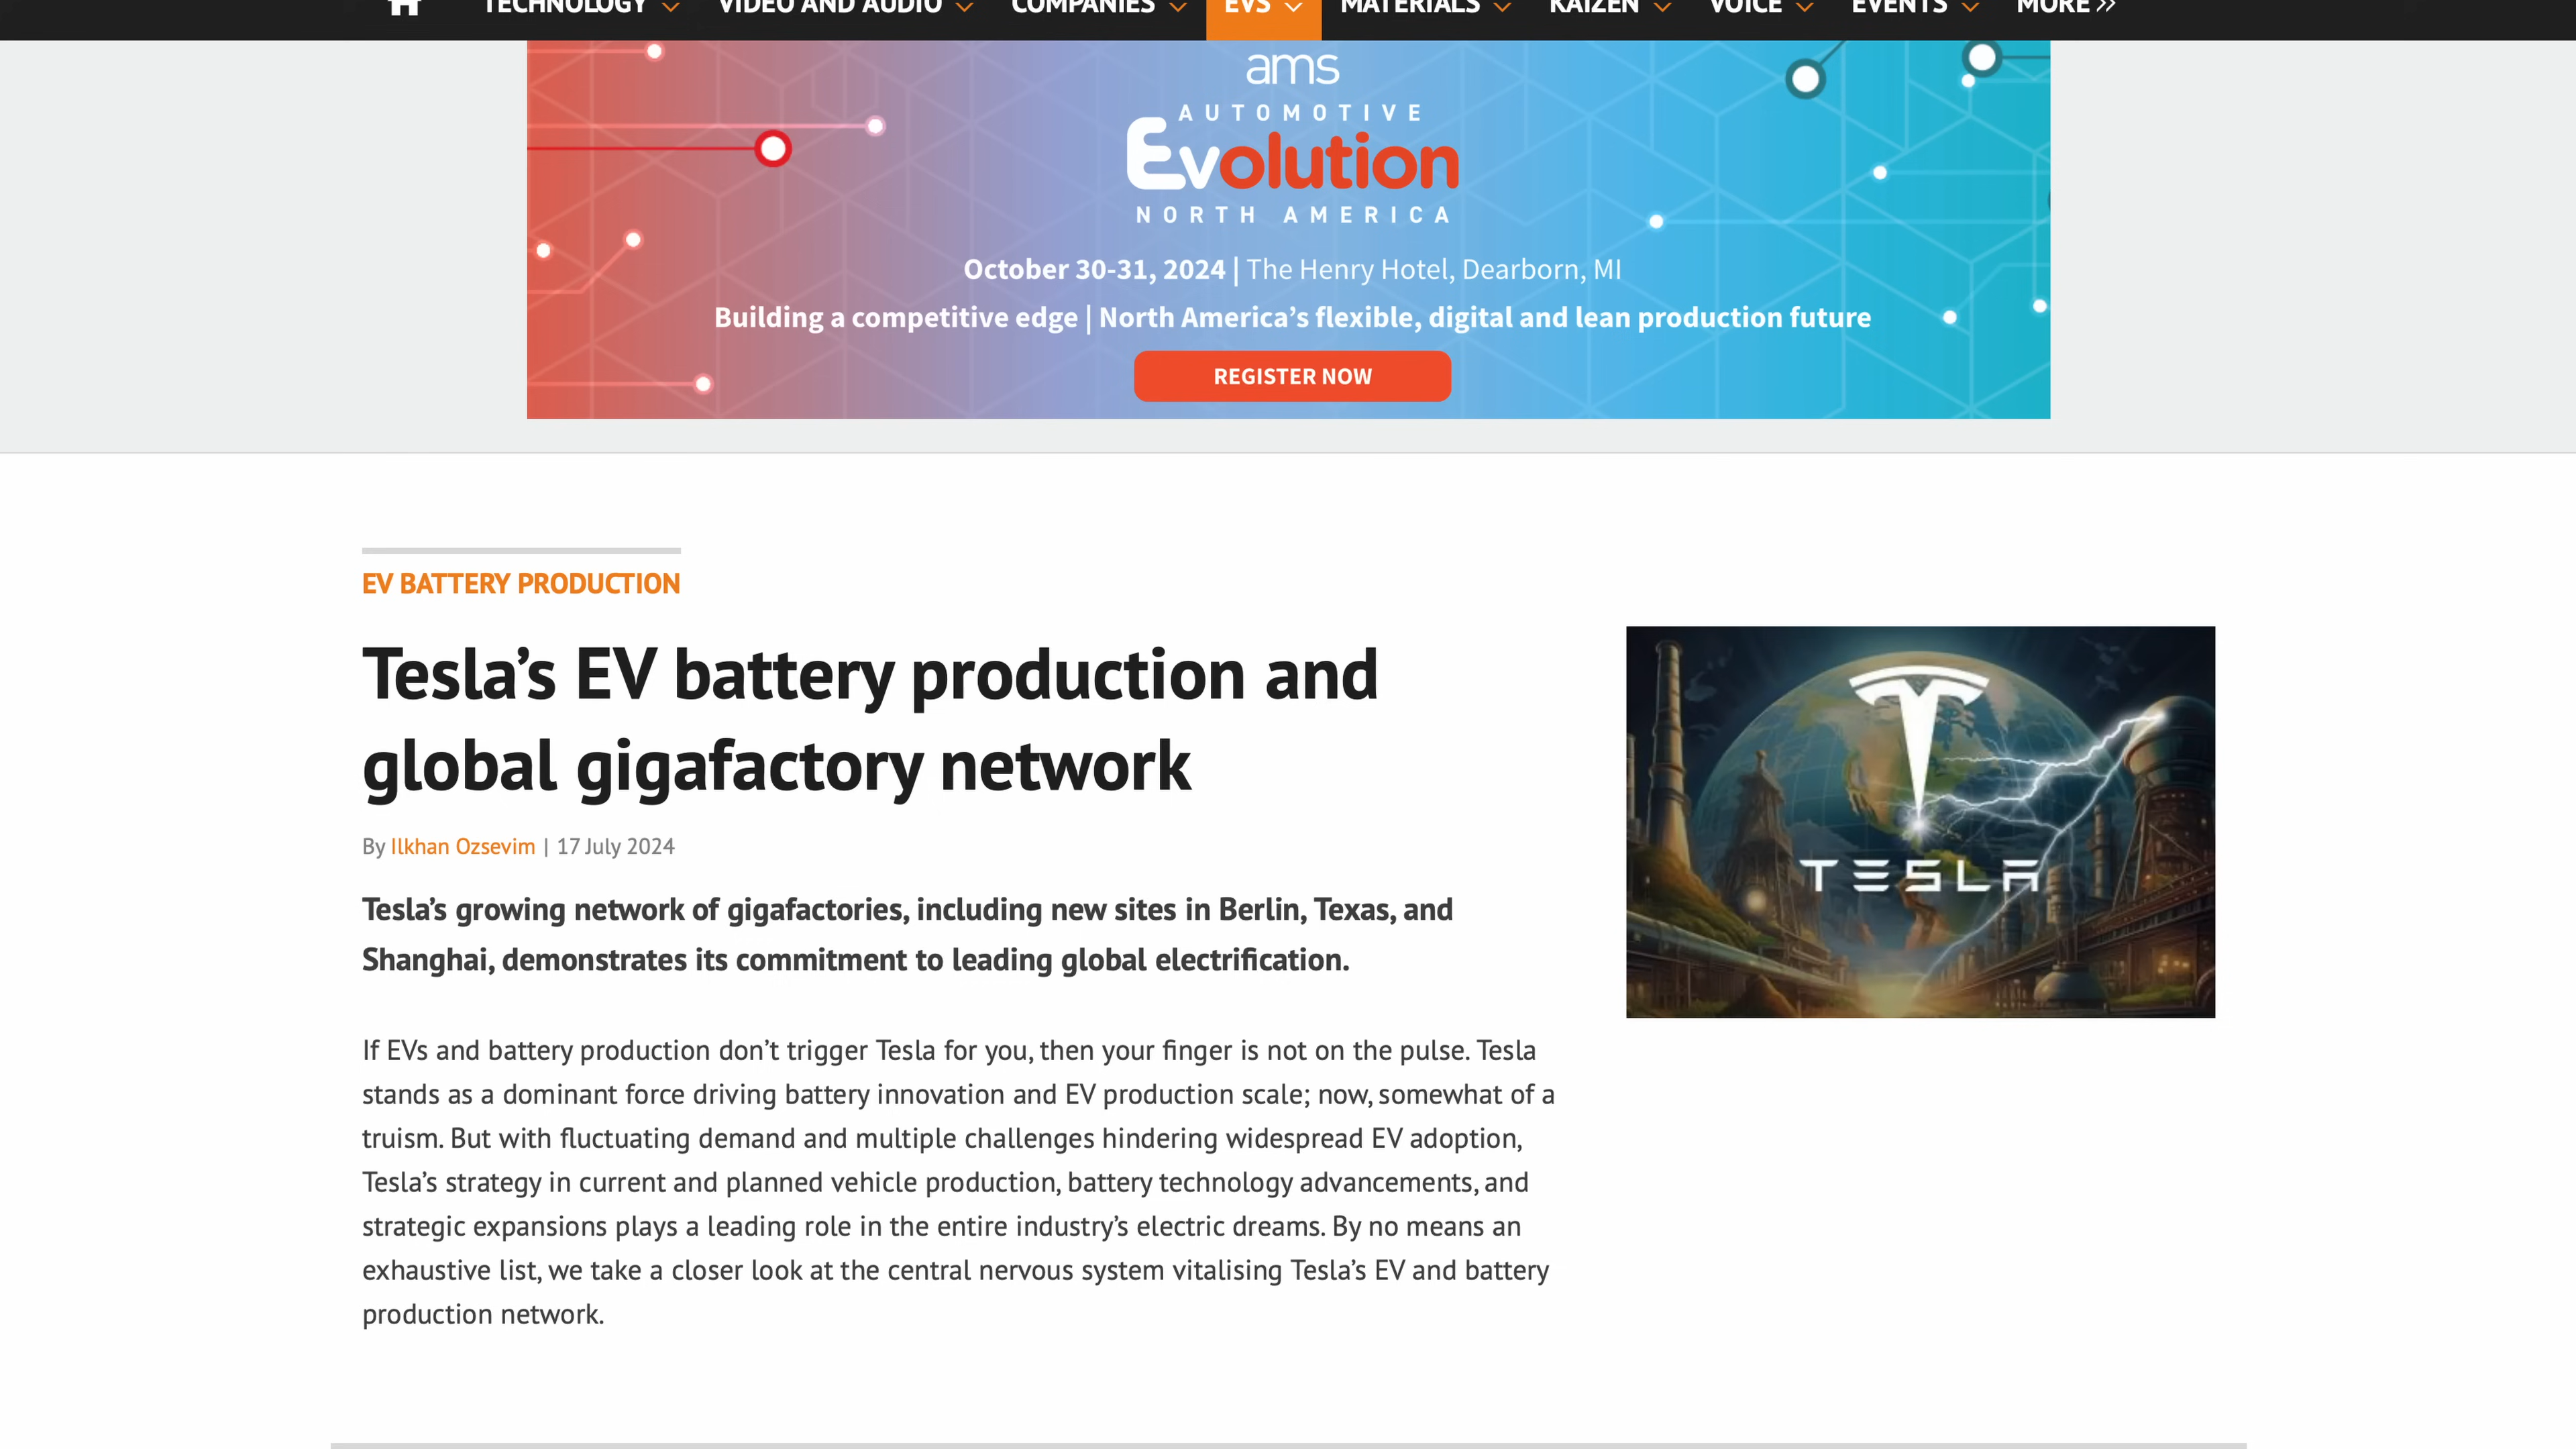 TECHNOLOGY VIDEO AND AUDIO COMPANIES EVS MATERIALS KAIZEN VOICE EVENTS MORE »
ams
AUTOMOTIVE
Evolution
NORTH AMERICA
October 30-31, 2024 | The Henry Hotel, Dearborn, MI
Building a competitive edge | North America’s flexible, digital and lean production future
REGISTER NOW
EV BATTERY PRODUCTION
Tesla’s EV battery production and
global gigafactory network
By Ilkhan Ozsevim | 17 July 2024
Tesla’s growing network of gigafactories, including new sites in Berlin, Texas, and
Shanghai, demonstrates its commitment to leading global electrification.
TESLA
If EVs and battery production don’t trigger Tesla for you, then your finger is not on the pulse. Tesla
stands as a dominant force driving battery innovation and EV production scale; now, somewhat of a
truism. But with fluctuating demand and multiple challenges hindering widespread EV adoption,
Tesla’s strategy in current and planned vehicle production, battery technology advancements, and
strategic expansions plays a leading role in the entire industry’s electric dreams. By no means an
exhaustive list, we take a closer look at the central nervous system vitalising Tesla’s EV and battery
production network.